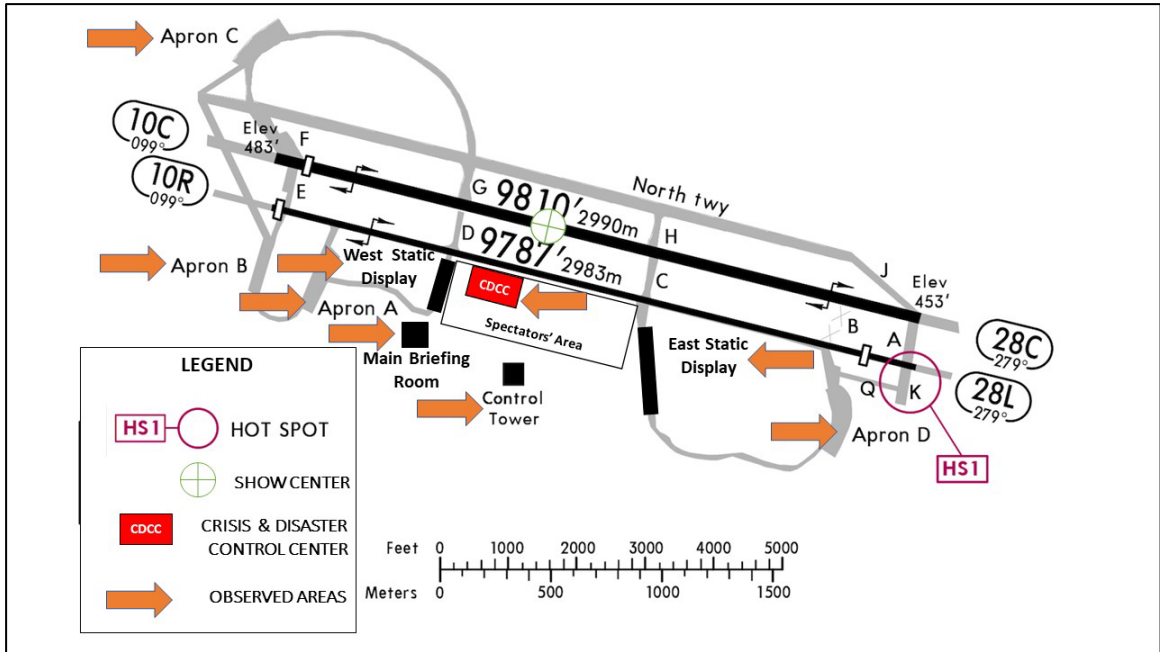 Apron C
10C
099°
Elev
483'
F
10R
099°
E
G
9810'
2990m
North twy
H
D
9787'
2983m
J
Apron B
West Static
Display
CDCC
C
Elev
453'
Apron A
Spectators' Area
B
A
28C
279°
Main Briefing
Room
East Static
Display
Q
K
28L
279°
Control
Tower
Apron D
HS1
LEGEND
HS1
HOT SPOT
SHOW CENTER
CDCC
CRISIS & DISASTER
CONTROL CENTER
OBSERVED AREAS
Feet
0
1000
2000
3000
4000
5000
Meters
0
500
1000
1500